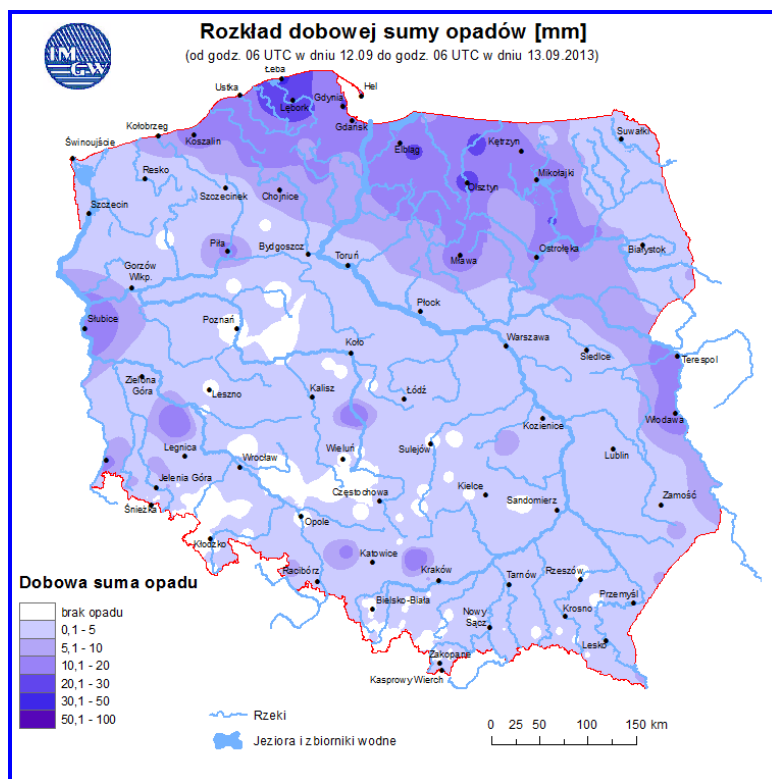 Rozkład dobowej sumy opadów [mm]
(od godz. 06 UTC w dniu 12.09 do godz. 06 UTC w dniu 13.09.2013)
IM
GW
Łeba
Ustka
Hel
Lębork
Gdynia
Gdańsk
Kołobrzeg
Koszalin
Świnoujście
Elbląg
Kętrzyn
Suwałki
Resko
Szczecinek
Chojnice
Olsztyn
Mikołajki
Szczecin
Piła
Bydgoszcz
Toruń
Mława
Ostrołęka
Białystok
Gorzów
Wlkp.
Płock
Słubice
Poznań
Koło
Warszawa
Siedlce
Terespol
Zielona
Góra
Leszno
Kalisz
Łódź
Włodawa
Kozienice
Legnica
Wrocław
Wieluń
Sulejów
Lublin
Jelenia Góra
Częstochowa
Kielce
Sandomierz
Zamość
Śnieżka
Opole
Kłodzko
Katowice
Racibórz
Kraków
Tarnów
Rzeszów
Przemyśl
Bielsko-Biała
Nowy
Sącz
Krosno
Lesko
Zakopane
Kasprowy Wierch
Dobowa suma opadu
brak opadu
0,1 - 5
5,1 - 10
10,1 - 20
20,1 - 30
30,1 - 50
50,1 - 100
Rzeki
Jeziora i zbiorniki wodne
0 25 50 100 150 km